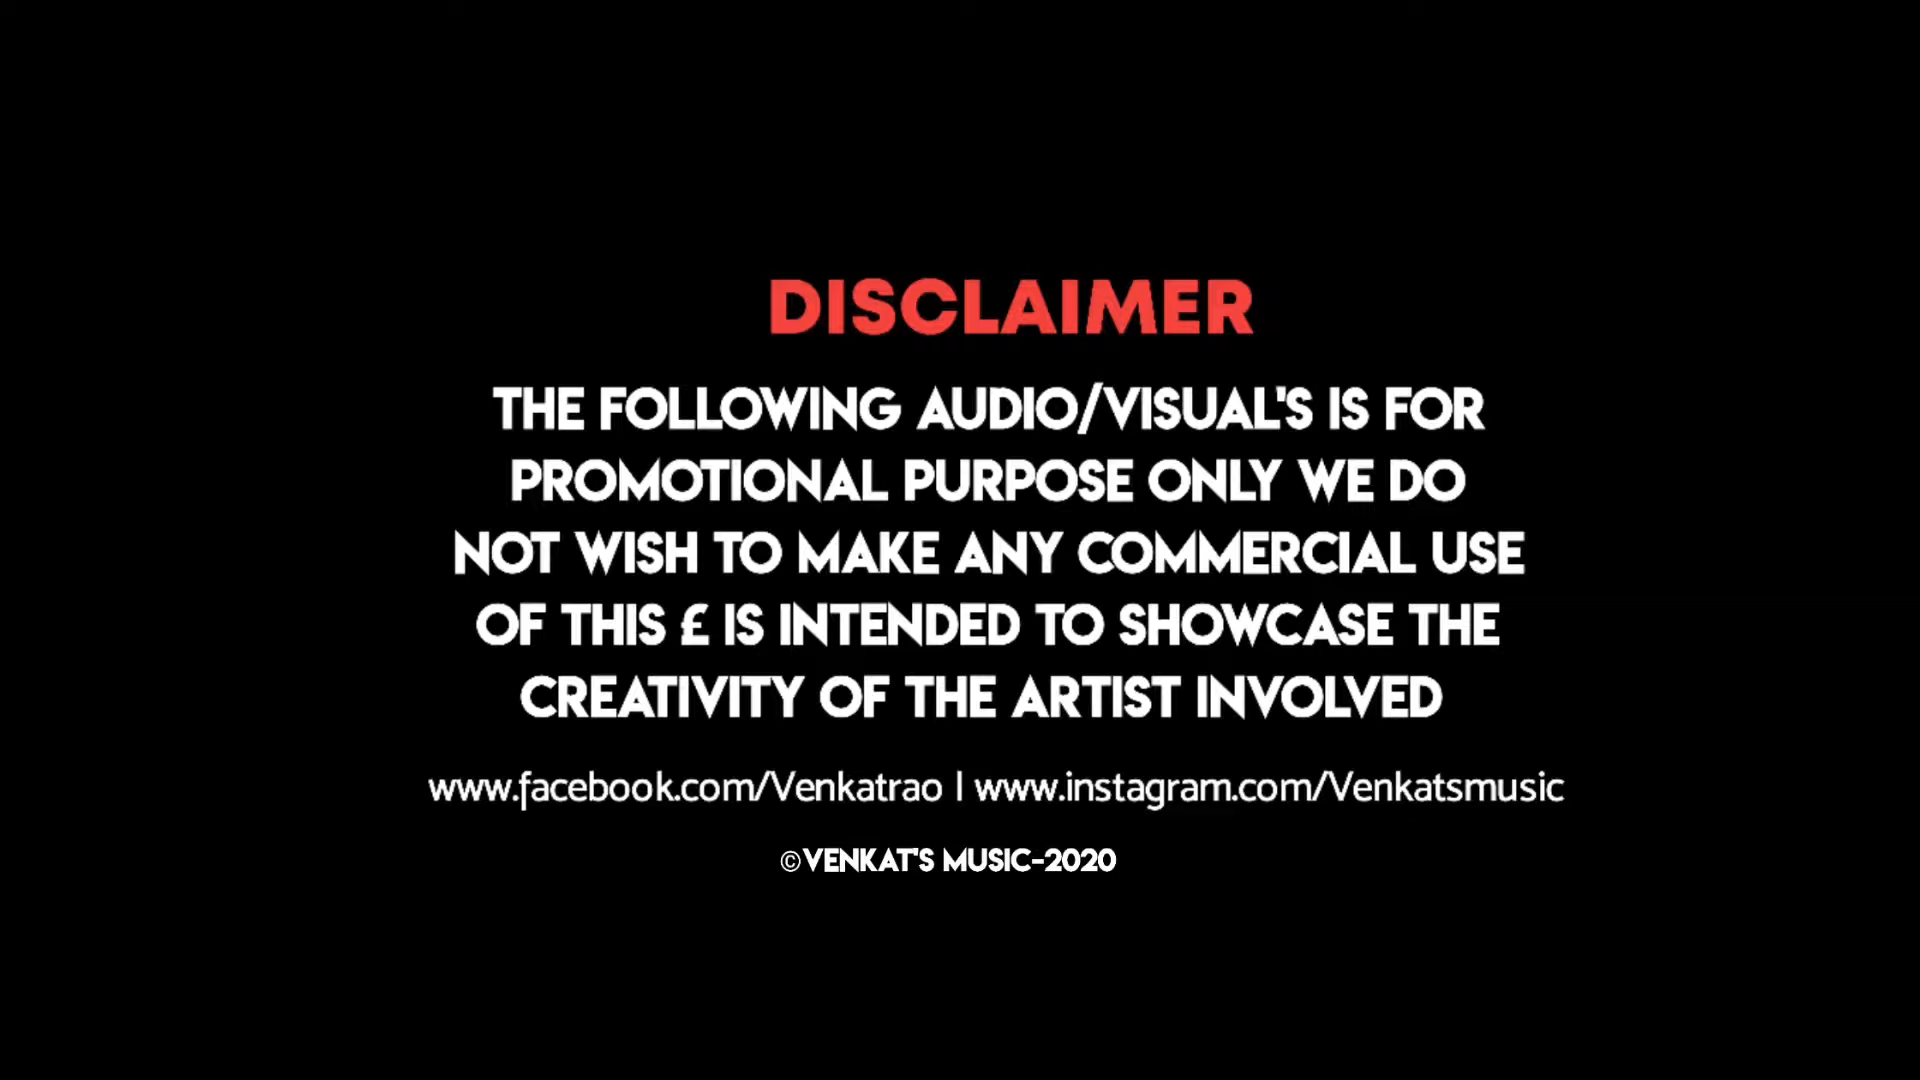 DISCLAIMER
THE FOLLOWING AUDIO/VISUAL'S IS FOR
PROMOTIONAL PURPOSE ONLY WE DO
NOT WISH TO MAKE ANY COMMERCIAL USE
OF THIS £ IS INTENDED TO SHOWCASE THE
CREATIVITY OF THE ARTIST INVOLVED
www.facebook.com/Venkatrao | www.instagram.com/Venkatsmusic
©VENKAT'S MUSIC-2020